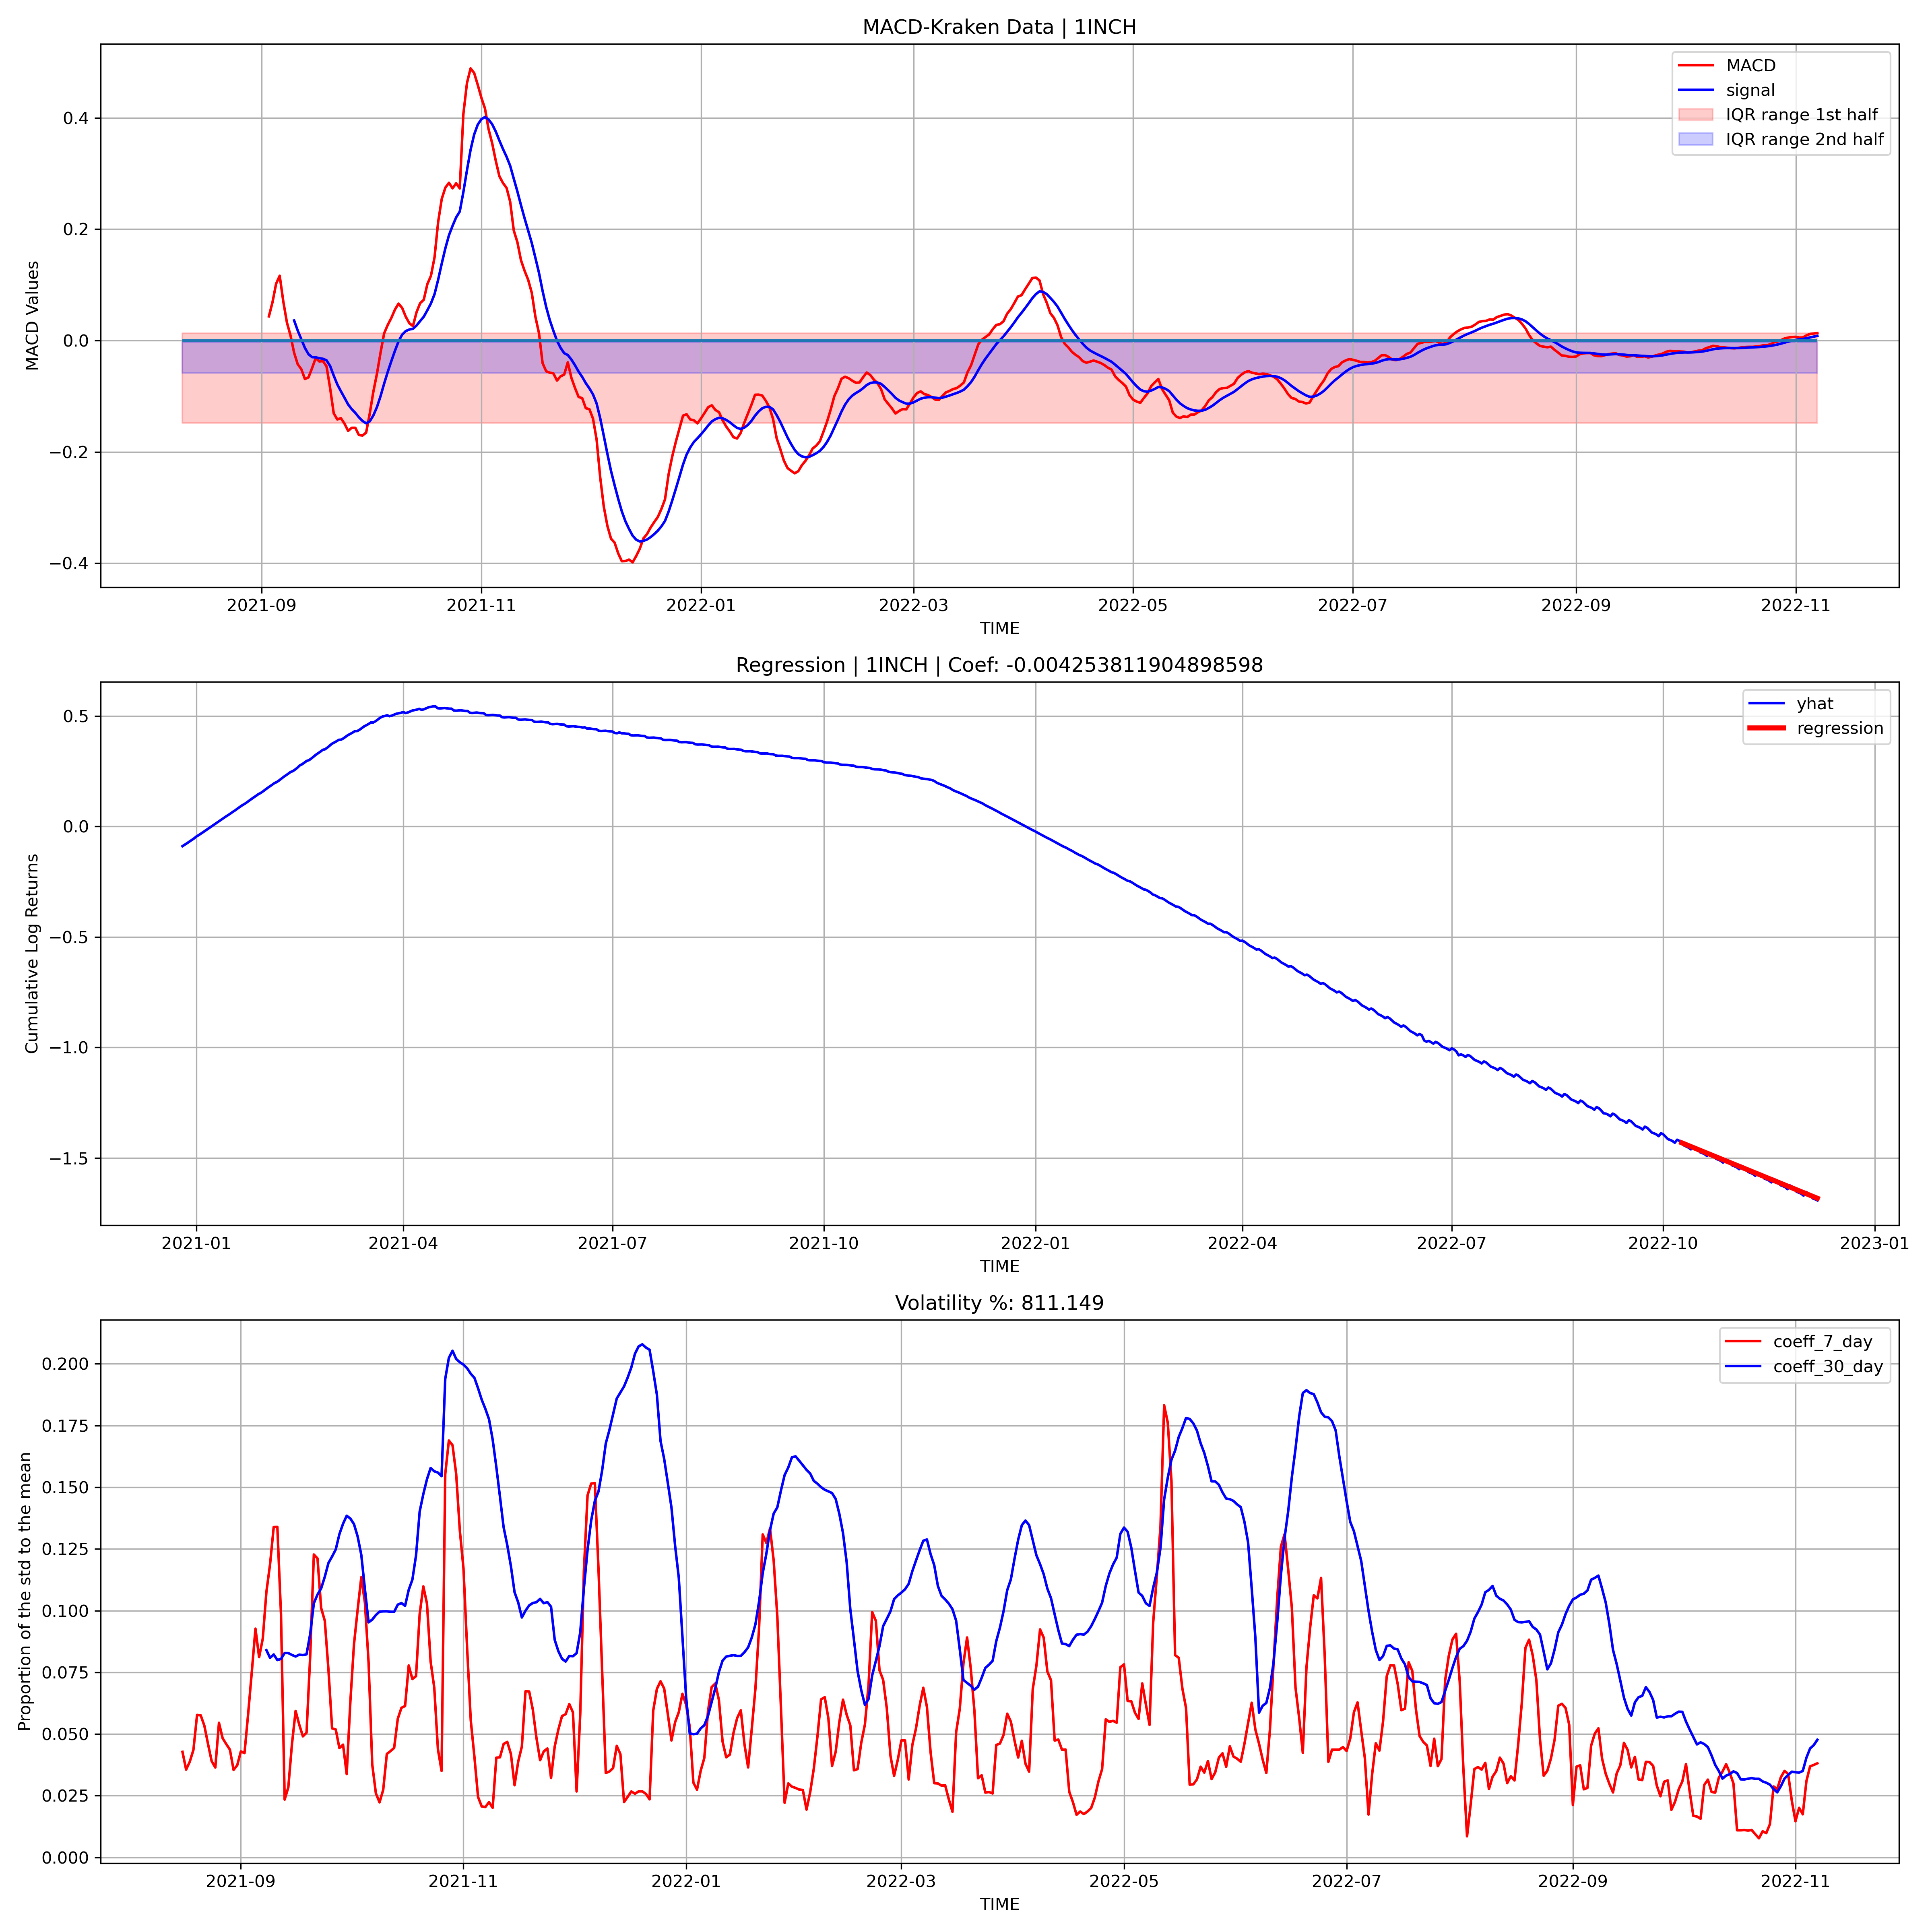 MACD-Kraken Data | 1INCH
MACD
signal
IQR range 1st half
IQR range 2nd half
MACD Values
0.4
0.2
0.0
−0.2
−0.4
2021-09 2021-11 2022-01 2022-03 2022-05 2022-07 2022-09 2022-11
TIME
Regression | 1INCH | Coef: -0.004253811904898598
yhat
regression
Cumulative Log Returns
0.5
0.0
−0.5
−1.0
−1.5
2021-01 2021-04 2021-07 2021-10 2022-01 2022-04 2022-07 2022-10 2023-01
TIME
Volatility %: 811.149
coeff_7_day
coeff_30_day
Proportion of the std to the mean
0.200
0.175
0.150
0.125
0.100
0.075
0.050
0.025
0.000
2021-09 2021-11 2022-01 2022-03 2022-05 2022-07 2022-09 2022-11
TIME